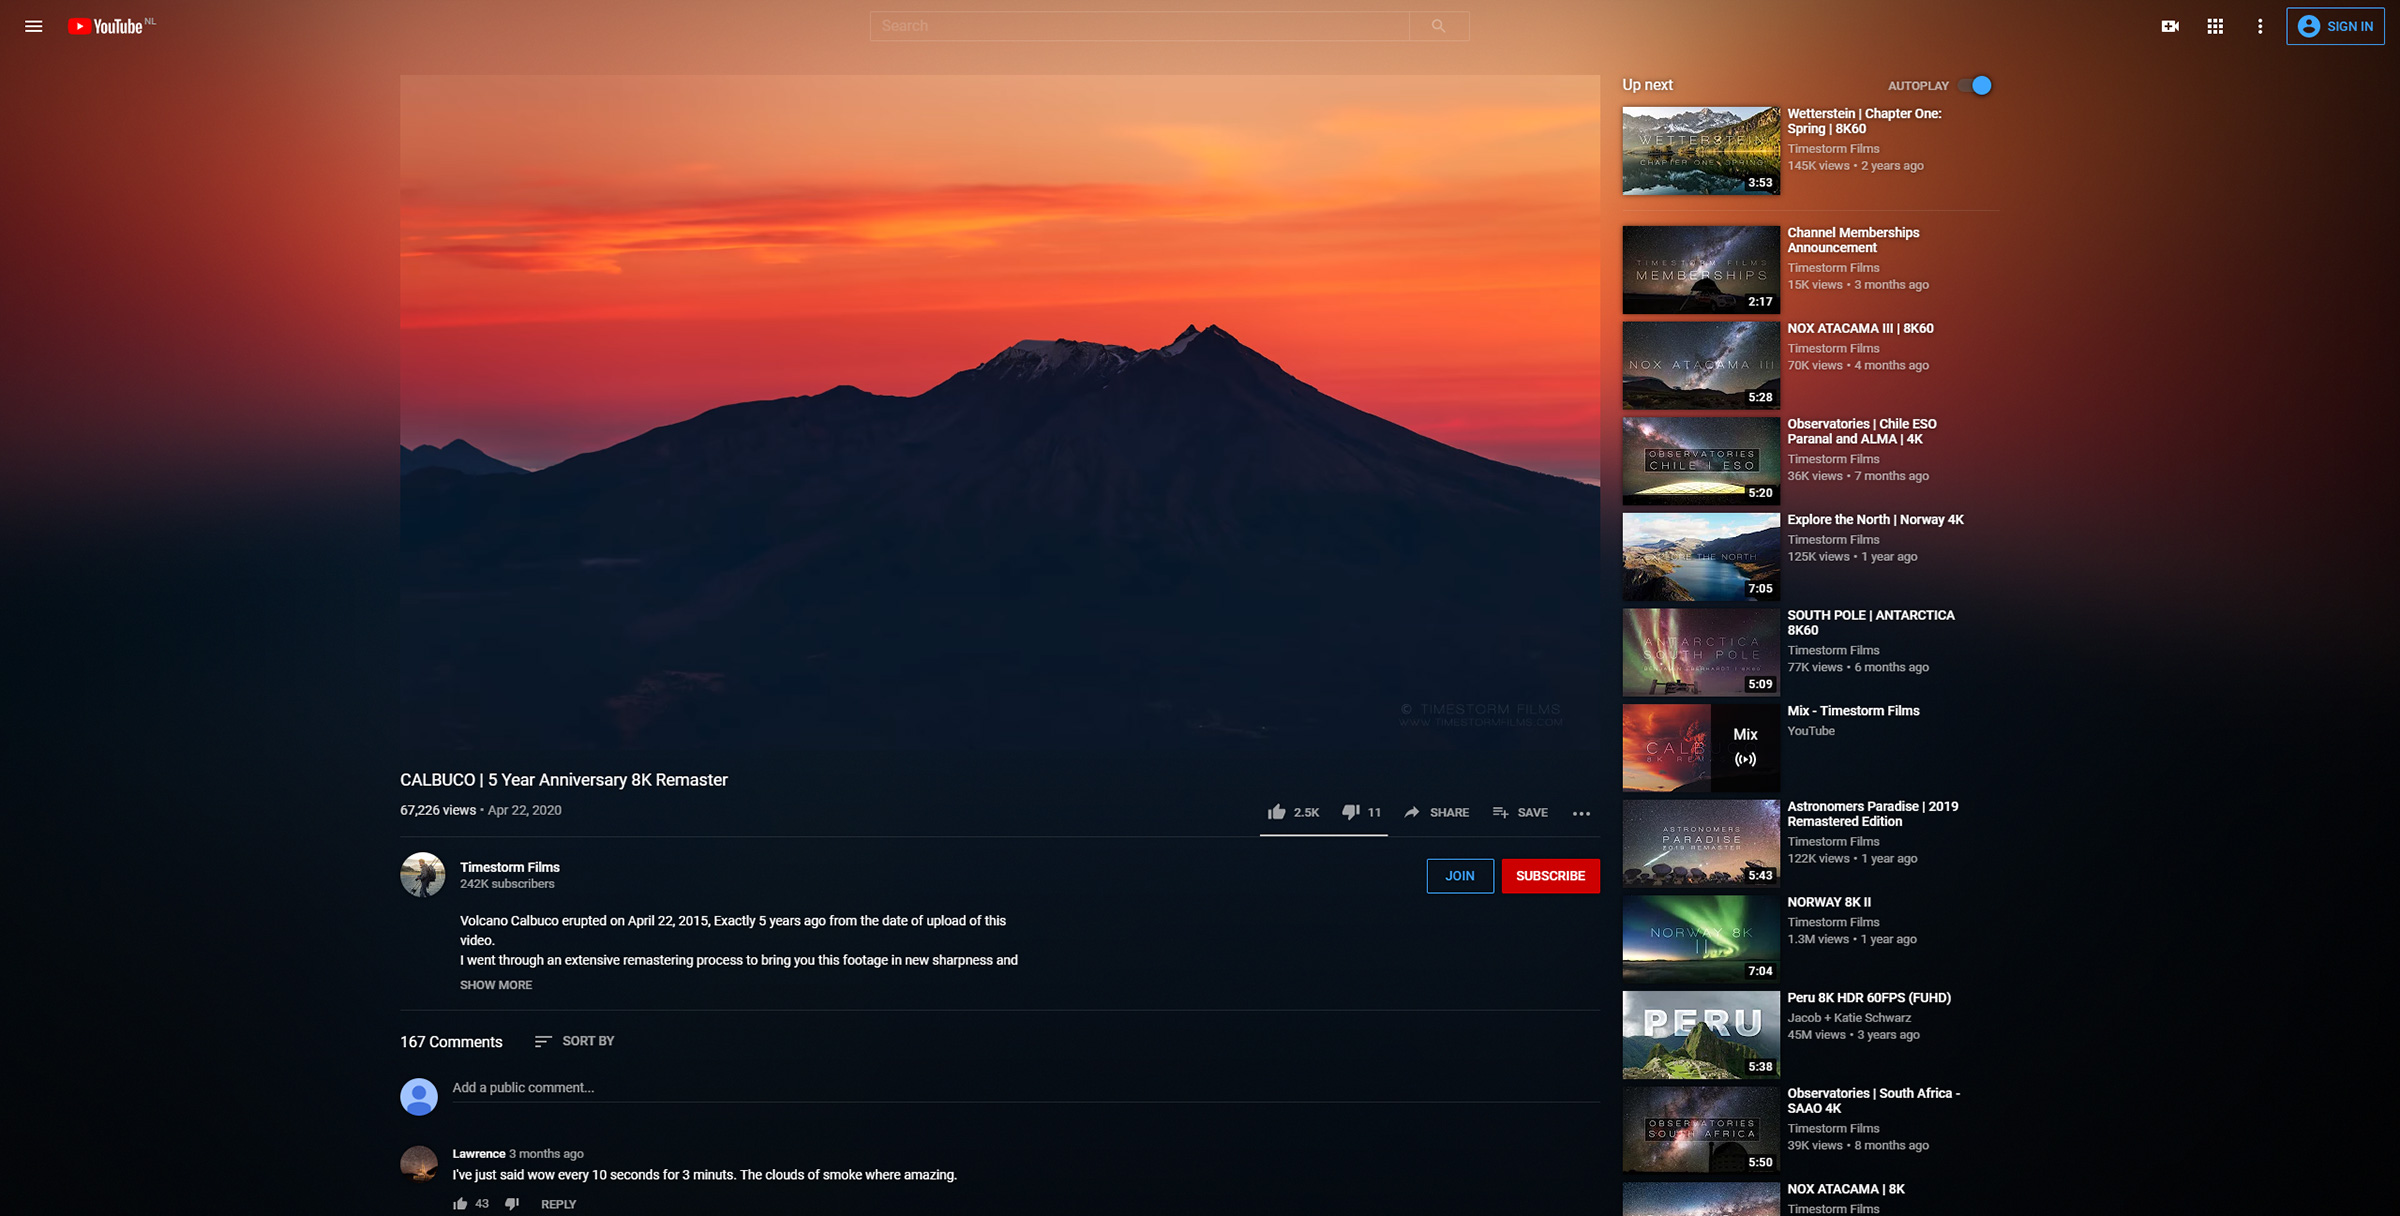 YouTube NL
Search
SIGN IN
© TIMESTORM FILMS
WWW.TIMESTORMFILMS.COM
CALBUCO | 5 Year Anniversary 8K Remaster
67,226 views • Apr 22, 2020
2.5K
11
SHARE
SAVE
Timestorm Films
242K subscribers
JOIN
SUBSCRIBE
Volcano Calbuco erupted on April 22, 2015, Exactly 5 years ago from the date of upload of this
video.
I went through an extensive remastering process to bring you this footage in new sharpness and
SHOW MORE
167 Comments
SORT BY
Add a public comment...
Lawrence 3 months ago
I've just said wow every 10 seconds for 3 minuts. The clouds of smoke where amazing.
43
REPLY
Up next
AUTOPLAY
WETTERSTEIN
CHAPTER ONE: SPRING
3:53
Wetterstein | Chapter One:
Spring | 8K60
Timestorm Films
145K views • 2 years ago
TIMESTORM FILMS
MEMBERSHIPS
2:17
Channel Memberships
Announcement
Timestorm Films
15K views • 3 months ago
NOX ATACAMA III
5:28
NOX ATACAMA III | 8K60
Timestorm Films
70K views • 4 months ago
OBSERVATORIES
CHILE | ESO
5:20
Observatories | Chile ESO
Paranal and ALMA | 4K
Timestorm Films
36K views • 7 months ago
EXPLORE THE NORTH
7:05
Explore the North | Norway 4K
Timestorm Films
125K views • 1 year ago
ANTARCTICA
SOUTH POLE
5:09
SOUTH POLE | ANTARCTICA
8K60
Timestorm Films
77K views • 6 months ago
Mix
Mix - Timestorm Films
YouTube
ASTRONOMERS
PARADISE
2019 REMASTER
5:43
Astronomers Paradise | 2019
Remastered Edition
Timestorm Films
122K views • 1 year ago
NORWAY 8K
II
7:04
NORWAY 8K II
Timestorm Films
1.3M views • 1 year ago
PERU
5:38
Peru 8K HDR 60FPS (FUHD)
Jacob + Katie Schwarz
45M views • 3 years ago
OBSERVATORIES
SOUTH AFRICA
5:50
Observatories | South Africa -
SAAO 4K
Timestorm Films
39K views • 8 months ago
NOX ATACAMA | 8K
Timestorm Films